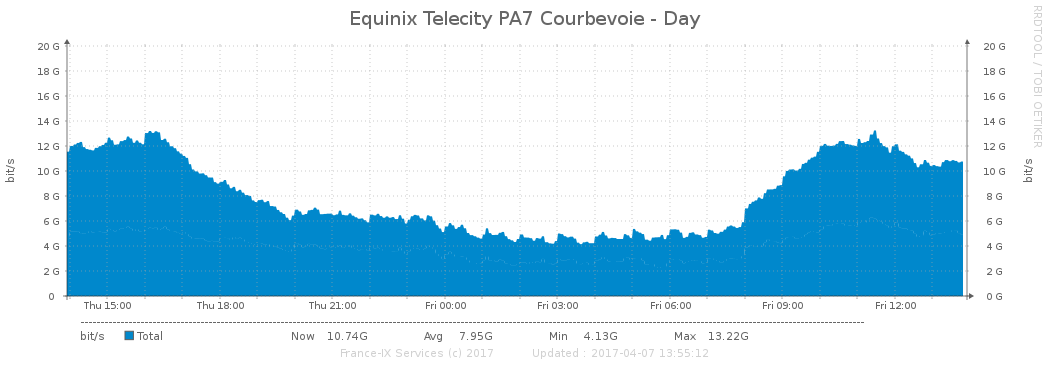 Equinix Telecity PA7 Courbevoie - Day
RRDTOOL / TOBI OETIKER
20 G 20 G
18 G 18 G
16 G 16 G
14 G 14 G
12 G 12 G
10 G 10 G
8 G 8 G
6 G 6 G
4 G 4 G
2 G 2 G
0 0 G
bit/s
bit/s
Thu 15:00 Thu 18:00 Thu 21:00 Fri 00:00 Fri 03:00 Fri 06:00 Fri 09:00 Fri 12:00
bit/s Total Now 10.74G Avg 7.95G Min 4.13G Max 13.22G
France-IX Services (c) 2017 Updated : 2017-04-07 13:55:12